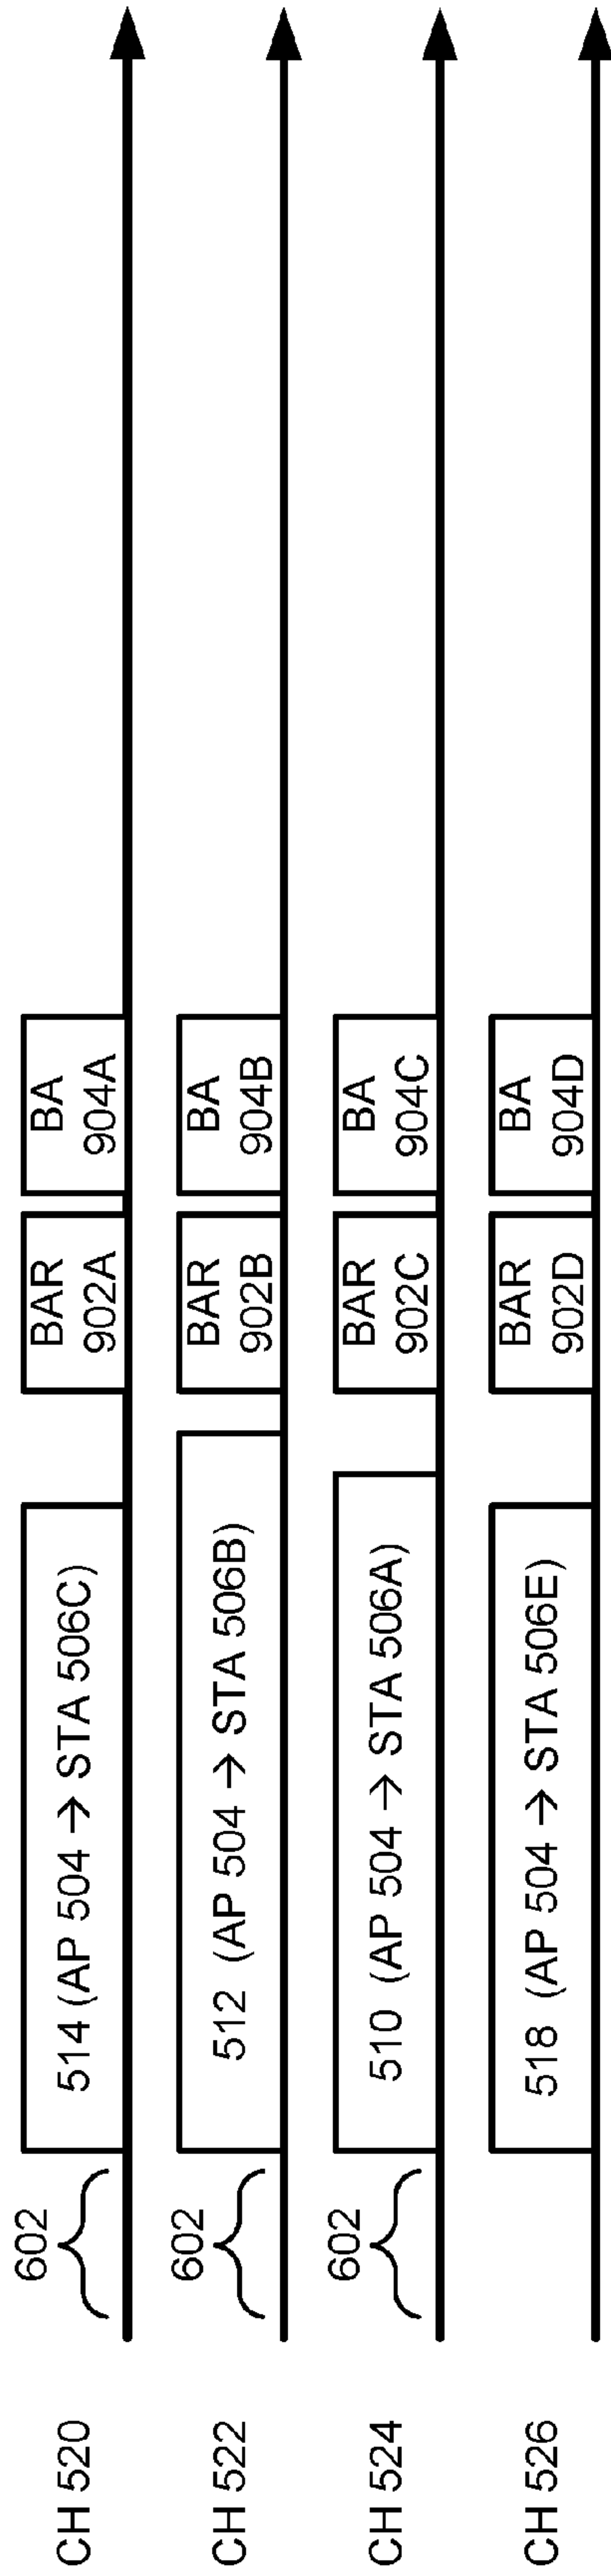 CH 520
602
514 (AP 504 → STA 506C)
BAR
902A
BA
904A
CH 522
602
512 (AP 504 → STA 506B)
BAR
902B
BA
904B
CH 524
602
510 (AP 504 → STA 506A)
BAR
902C
BA
904C
CH 526
518 (AP 504 → STA 506E)
BAR
902D
BA
904D